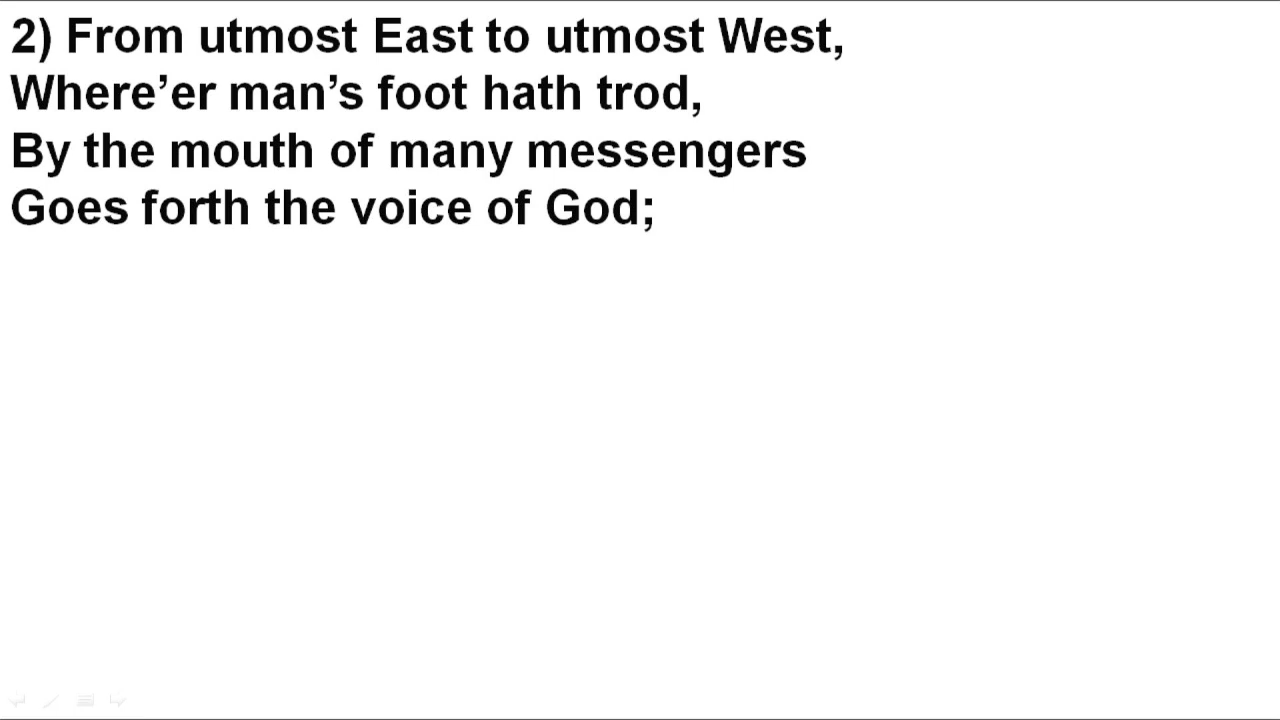 2) From utmost East to utmost West,
Where’er man’s foot hath trod,
By the mouth of many messengers
Goes forth the voice of God;